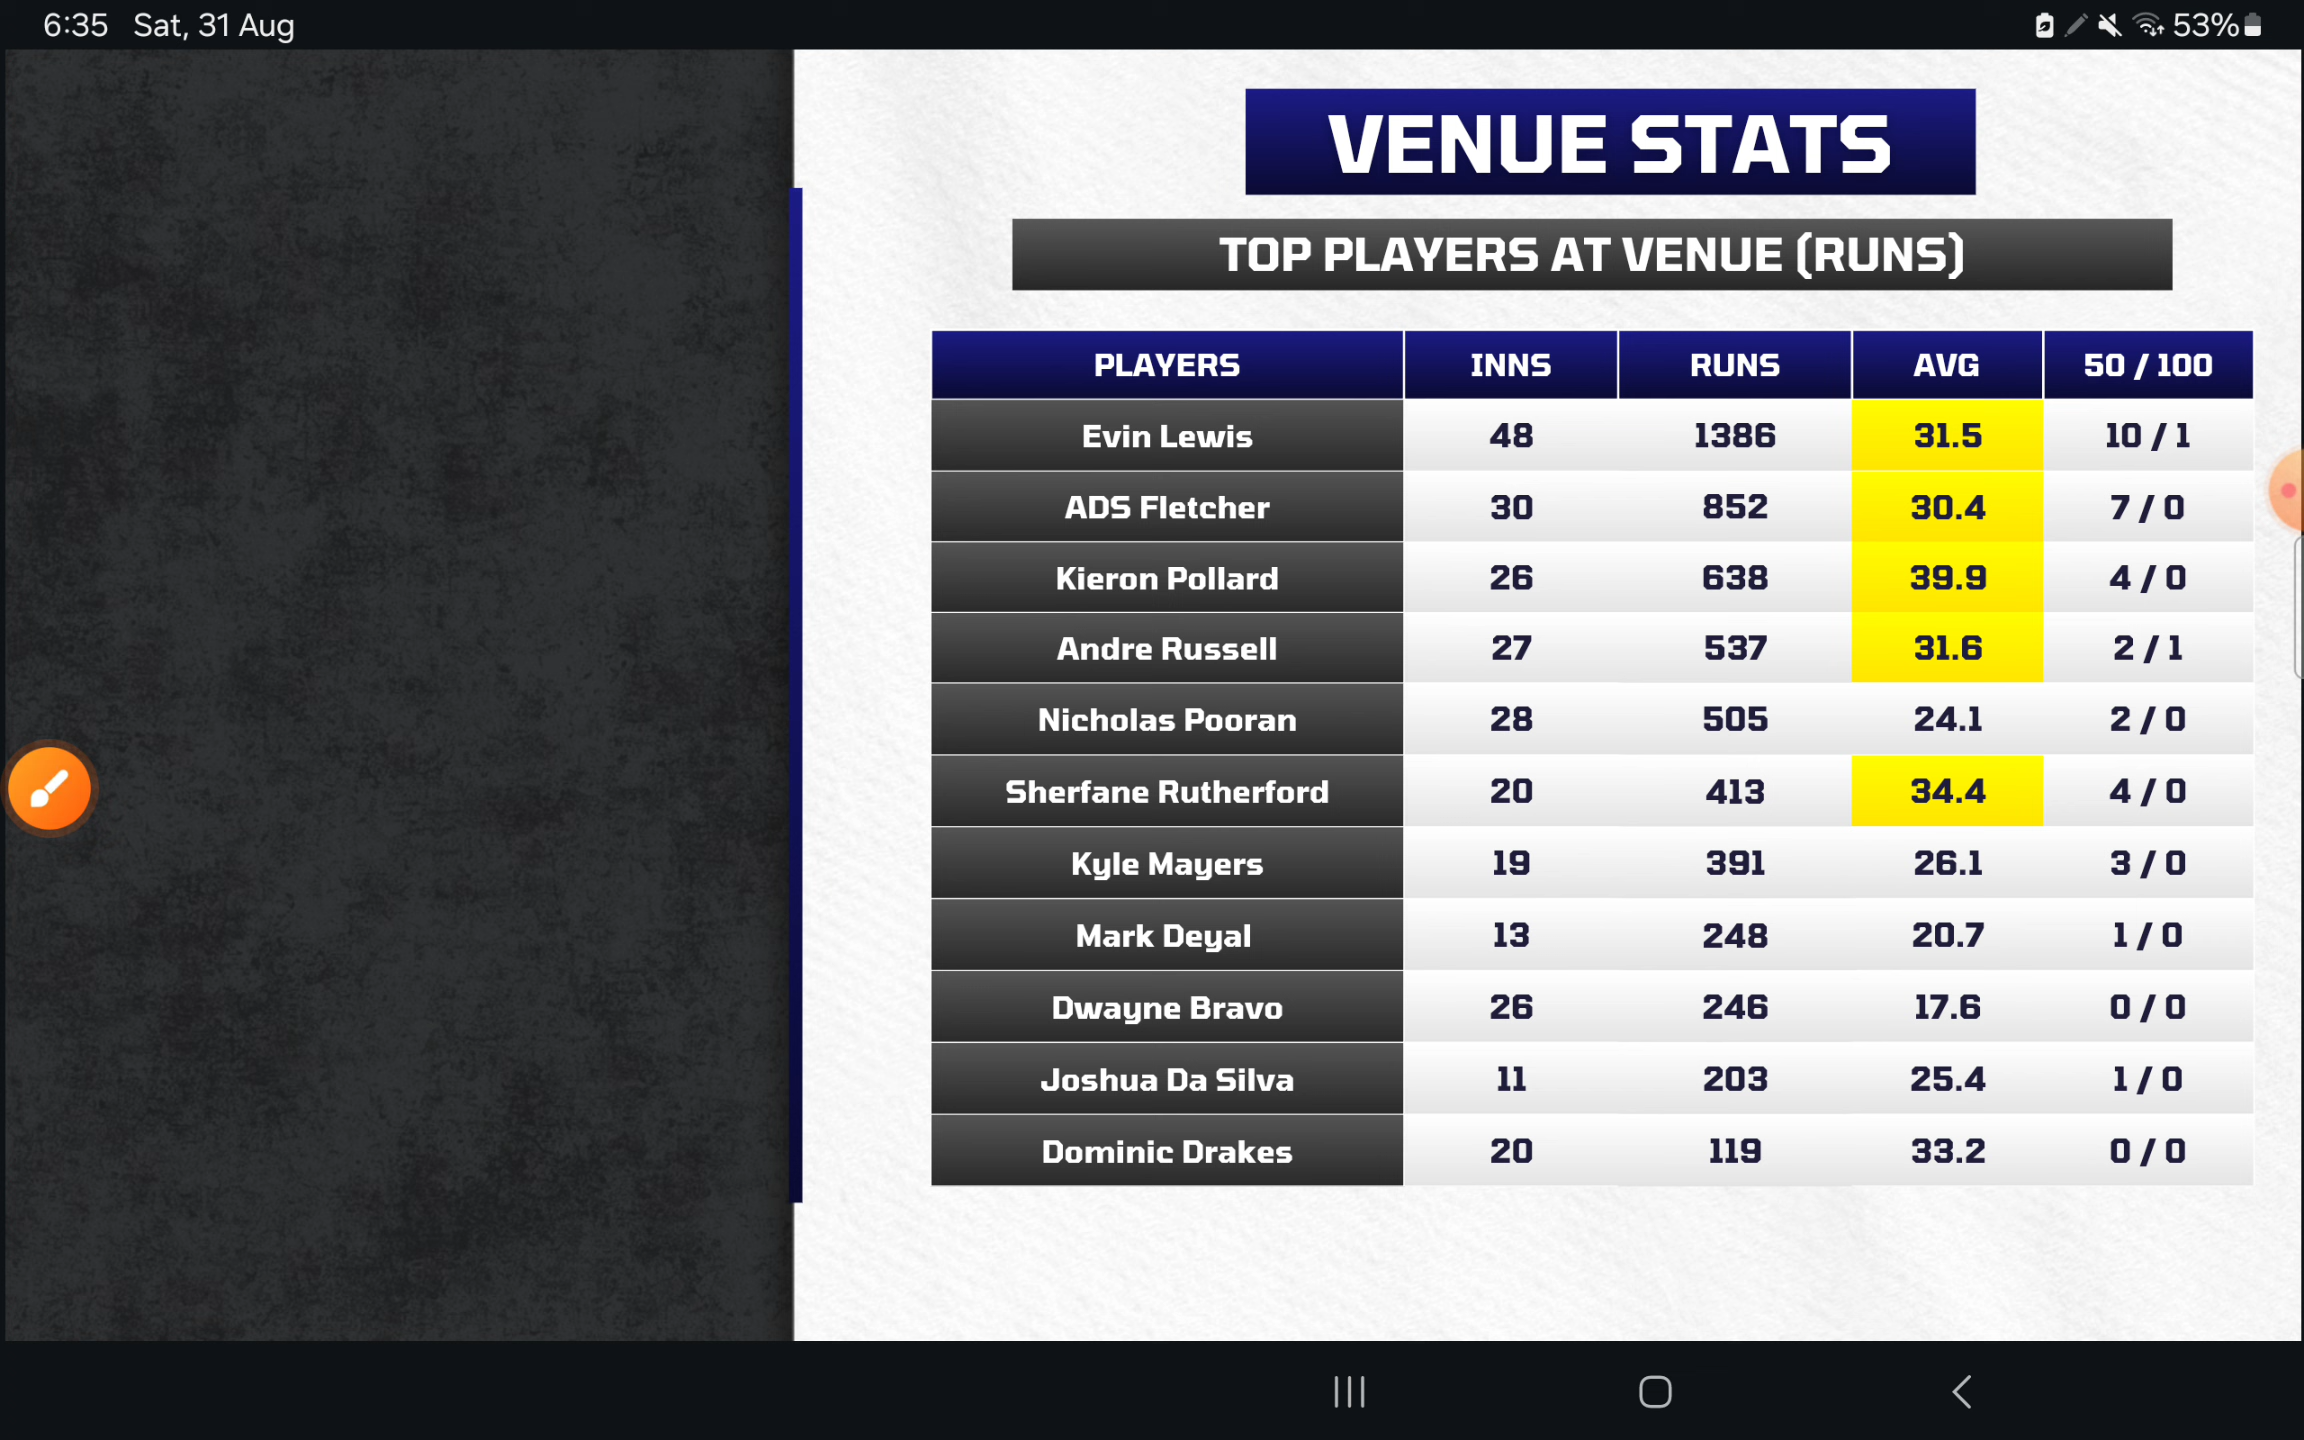 6:35 Sat, 31 Aug 53%
VENUE STATS
TOP PLAYERS AT VENUE (RUNS)
PLAYERS INNS RUNS AVG 50 / 100
Evin Lewis 48 1386 31.5 10 / 1
ADS Fletcher 30 852 30.4 7 / 0
Kieron Pollard 26 638 39.9 4 / 0
Andre Russell 27 537 31.6 2 / 1
Nicholas Pooran 28 505 24.1 2 / 0
Sherfane Rutherford 20 413 34.4 4 / 0
Kyle Mayers 19 391 26.1 3 / 0
Mark Deyal 13 248 20.7 1 / 0
Dwayne Bravo 26 246 17.6 0 / 0
Joshua Da Silva 11 203 25.4 1 / 0
Dominic Drakes 20 119 33.2 0 / 0